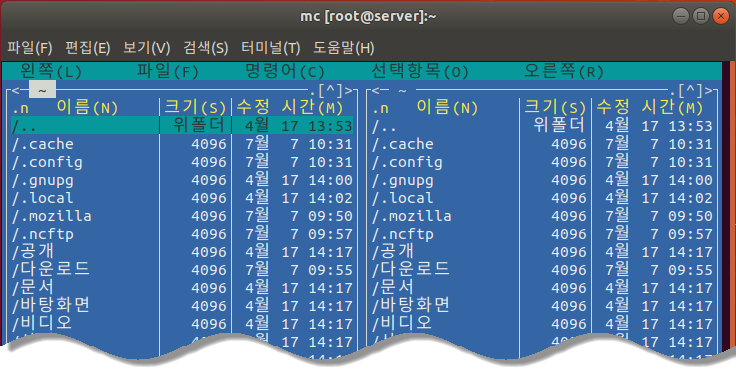 mc [root@server]:~
파일(F) 편집(E) 보기(V) 검색(S) 터미널(T) 도움말(H)
왼쪽(L) 파일(F) 명령어(C) 선택항목(O) 오른쪽(R)
<─ ~ ─.[^]> <─ ~ ─.[^]>
.n 이름(N) 크기(S) 수정 시간(M) .n 이름(N) 크기(S) 수정 시간(M)
/.. 위폴더 4월 17 13:53 /.. 위폴더 4월 17 13:53
/.cache 4096 7월 7 10:31 /.cache 4096 7월 7 10:31
/.config 4096 7월 7 10:31 /.config 4096 7월 7 10:31
/.gnupg 4096 4월 17 14:00 /.gnupg 4096 4월 17 14:00
/.local 4096 4월 17 14:02 /.local 4096 4월 17 14:02
/.mozilla 4096 7월 7 09:50 /.mozilla 4096 7월 7 09:50
/.ncftp 4096 7월 7 09:57 /.ncftp 4096 7월 7 09:57
/공개 4096 4월 17 14:17 /공개 4096 4월 17 14:17
/다운로드 4096 7월 7 09:55 /다운로드 4096 7월 7 09:55
/문서 4096 4월 17 14:17 /문서 4096 4월 17 14:17
/바탕화면 4096 4월 17 14:17 /바탕화면 4096 4월 17 14:17
/비디오 4096 4월 17 14:17 /비디오 4096 4월 17 14:17
4096 4월 17 14:17 4096 4월 17 14:17